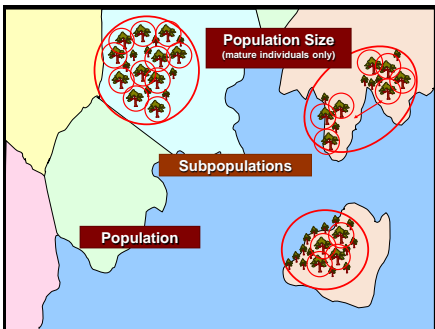 Population Size
(mature individuals only)
Subpopulations
Population